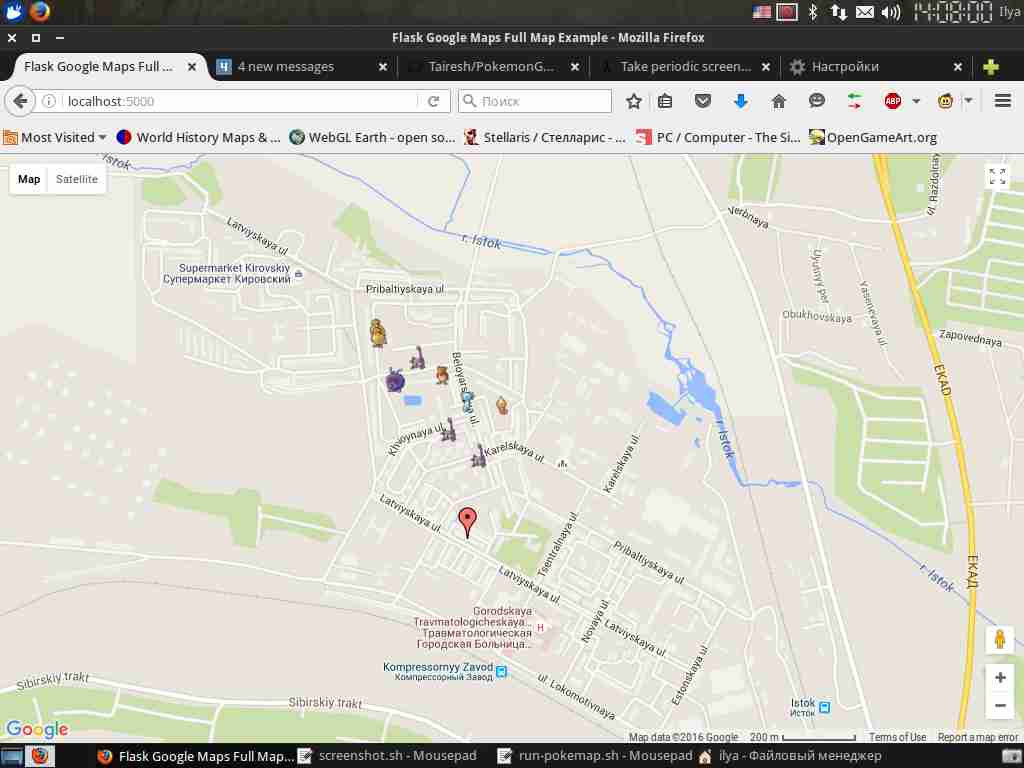 14:08:00 Ilya
Flask Google Maps Full Map Example - Mozilla Firefox
Flask Google Maps Full ...
4 new messages
Tairesh/PokemonG...
Take periodic screen...
Настройки
localhost:5000
Поиск
ABP
Most Visited
World History Maps & ...
WebGL Earth - open so...
Stellaris / Стелларис - ...
PC / Computer - The Si...
OpenGameArt.org
Map
Satellite
Istok
Latviyskaya ul
r. Istok
Verbnaya
ul. Razdolnay
Supermarket Kirovskiy
Супермаркет Кировский
Pribaltiyskaya ul
Uyutnyy per
Yasenevaya ul.
Obukhovskaya
Zapovednaya
EKAD
Beloyarskaya ul.
r. Istok
Khvoynaya ul.
Karelskaya ul.
Karelskaya ul.
Latviyskaya ul.
Tsentralnaya ul.
Pribaltiyskaya ul.
ЕКАД
r. Istok
Latviyskaya ul.
Gorodskaya
Travmatologicheskaya...
Травматологическая
Городская Больница...
H
Novaya ul.
Latviyskaya ul.
Kompressornyy Zavod
Компрессорный Завод
Estonskaya ul.
ul. Lokomotivnaya
Sibirskiy trakt
Sibirskiy trakt
Istok
Исток
Google
Map data ©2016 Google
200 m
Terms of Use
Report a map error
Flask Google Maps Full Map...
screenshot.sh - Mousepad
run-pokemap.sh - Mousepad
ilya - Файловый менеджер